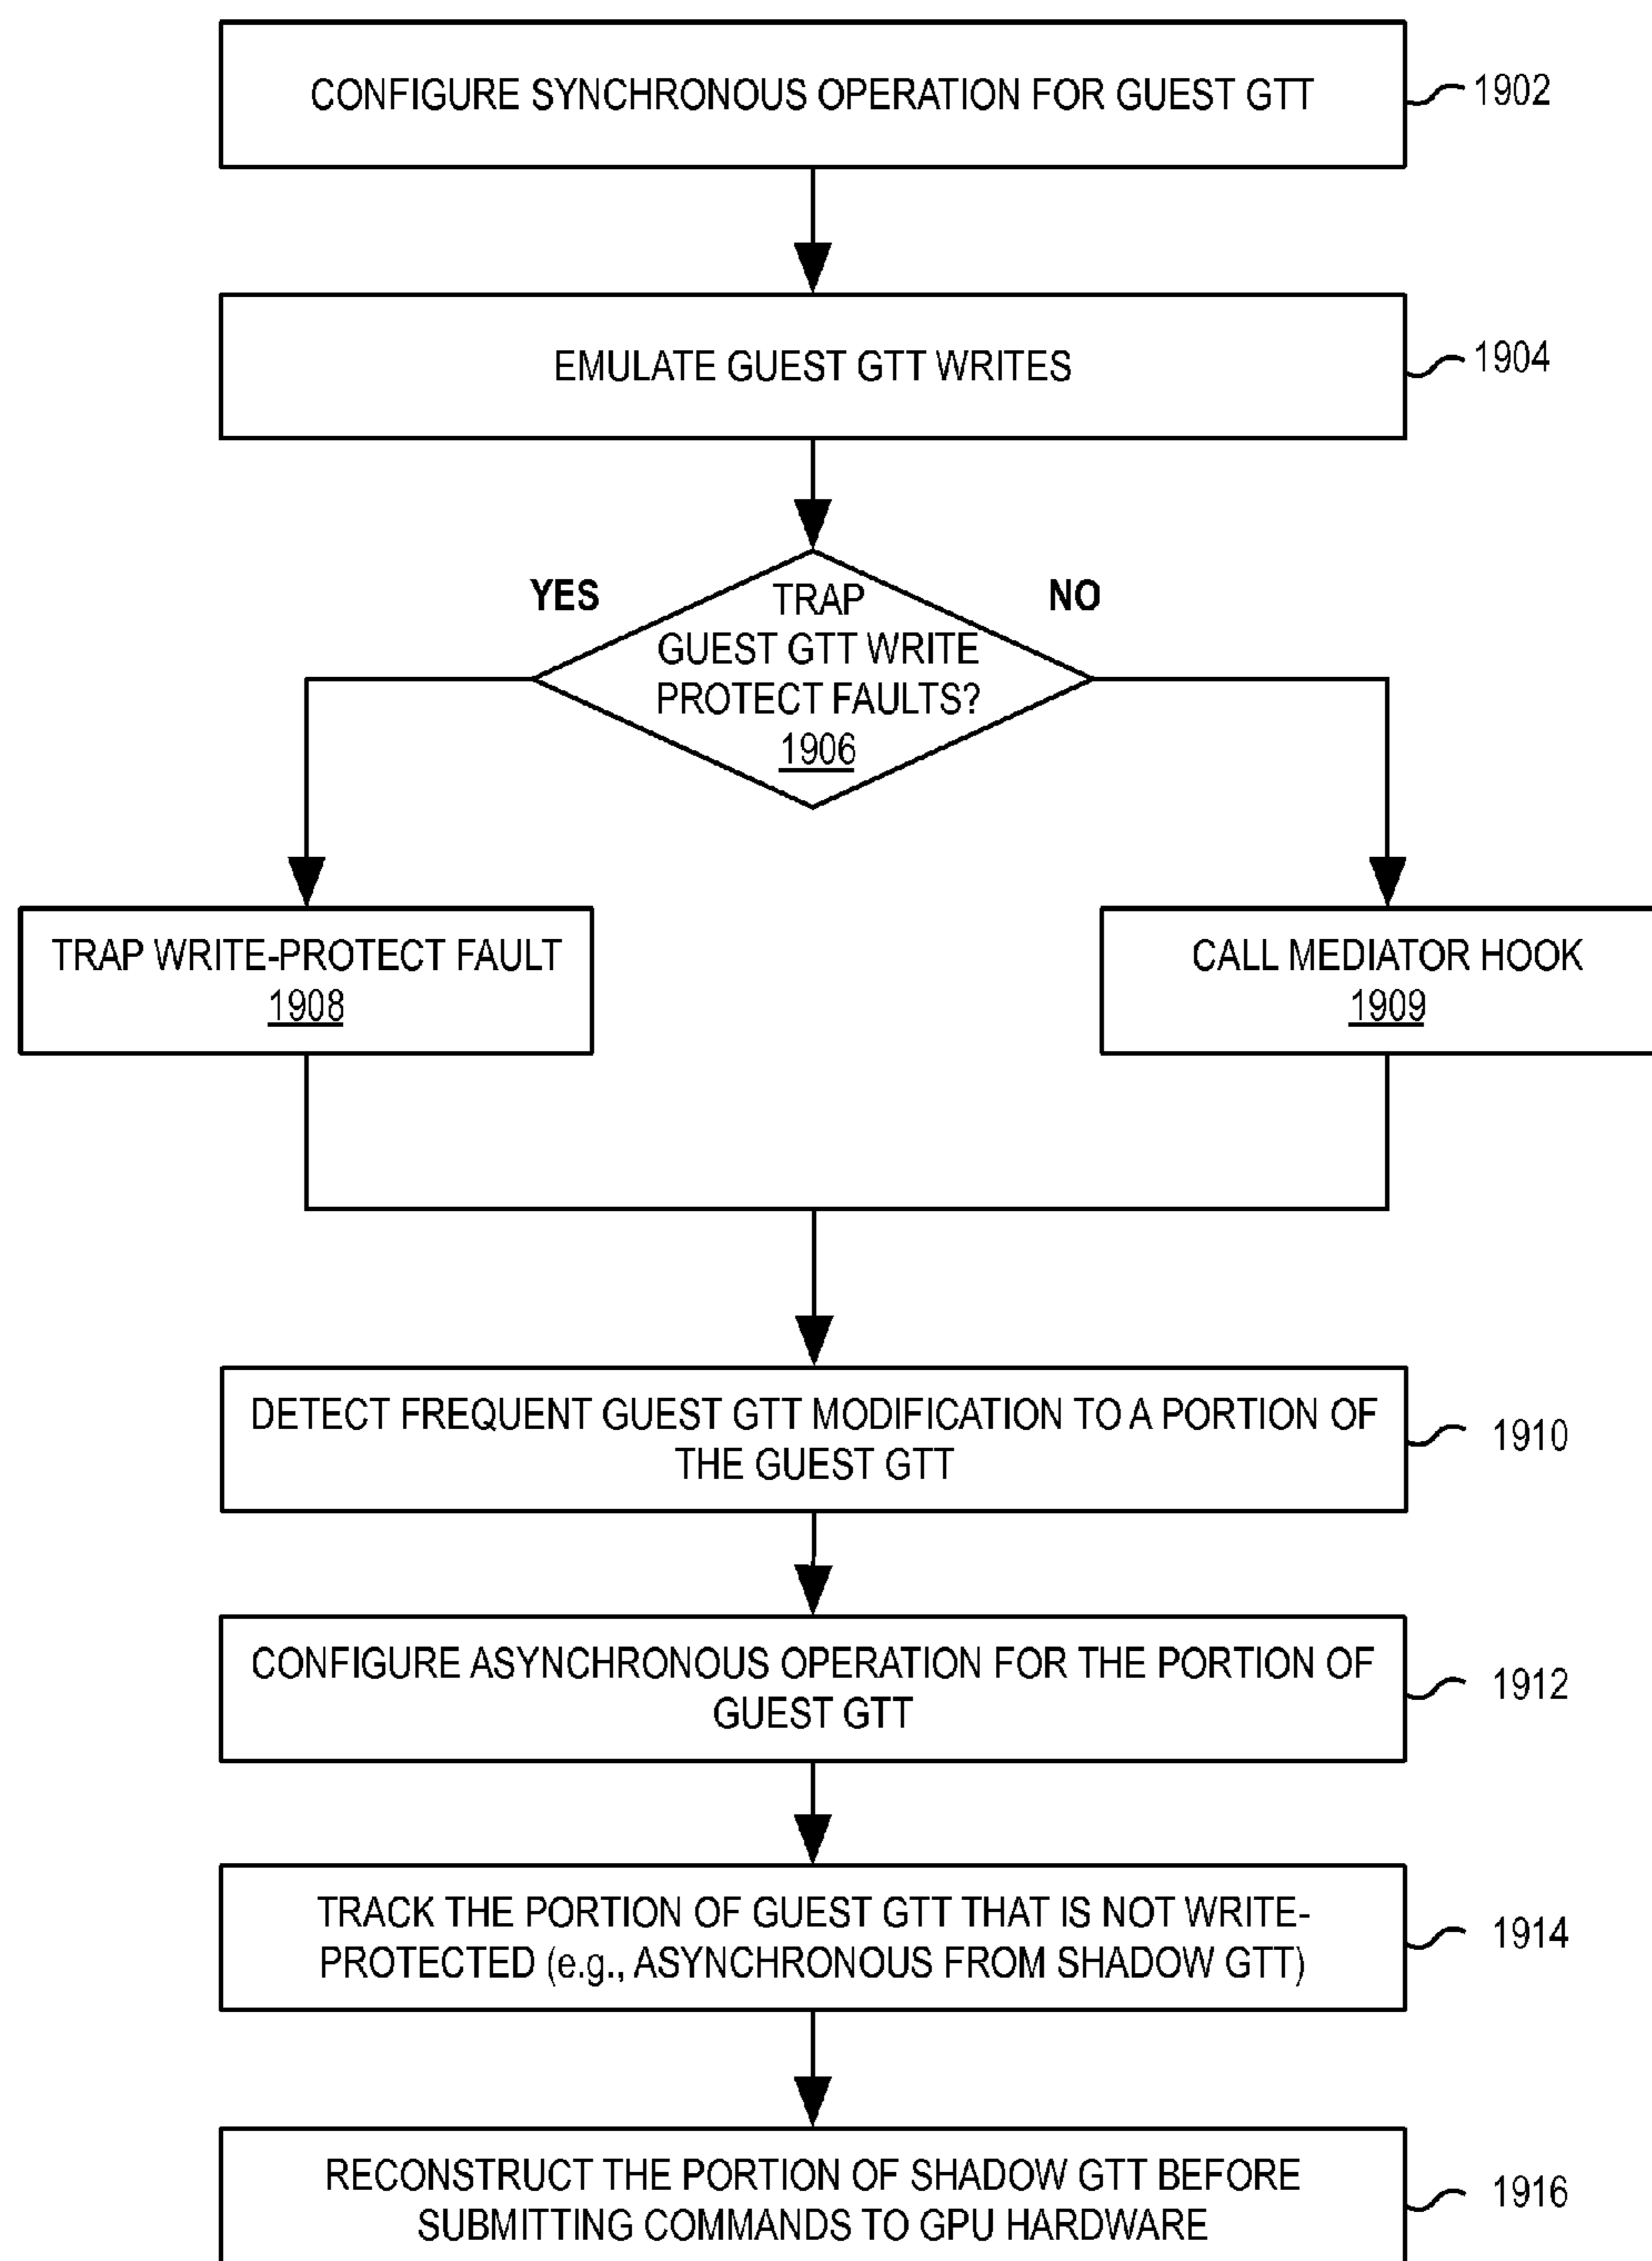 CONFIGURE SYNCHRONOUS OPERATION FOR GUEST GTT
1902
EMULATE GUEST GTT WRITES
1904
YES
NO
TRAP
GUEST GTT WRITE
PROTECT FAULTS?
1906
TRAP WRITE-PROTECT FAULT
1908
CALL MEDIATOR HOOK
1909
DETECT FREQUENT GUEST GTT MODIFICATION TO A PORTION OF
THE GUEST GTT
1910
CONFIGURE ASYNCHRONOUS OPERATION FOR THE PORTION OF
GUEST GTT
1912
TRACK THE PORTION OF GUEST GTT THAT IS NOT WRITE-
PROTECTED (e.g., ASYNCHRONOUS FROM SHADOW GTT)
1914
RECONSTRUCT THE PORTION OF SHADOW GTT BEFORE
SUBMITTING COMMANDS TO GPU HARDWARE
1916